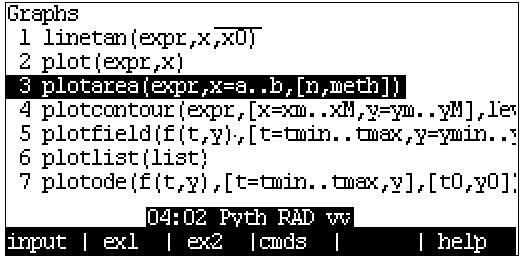 Graphs
1 linetan(expr,x,x0)
2 plot(expr,x)
3 plotarea(expr,x=a..b,[n,meth])
4 plotcontour(expr,[x=xm..xM,y=ym..yM],lev
5 plotfield(f(t,y),[t=tmin..tmax,y=ymin..y
6 plotlist(list)
7 plotode(f(t,y),[t=tmin..tmax,y],[t0,y0]
04:02 Pyth RAD
input | ex1 | ex2 |cmds | | help